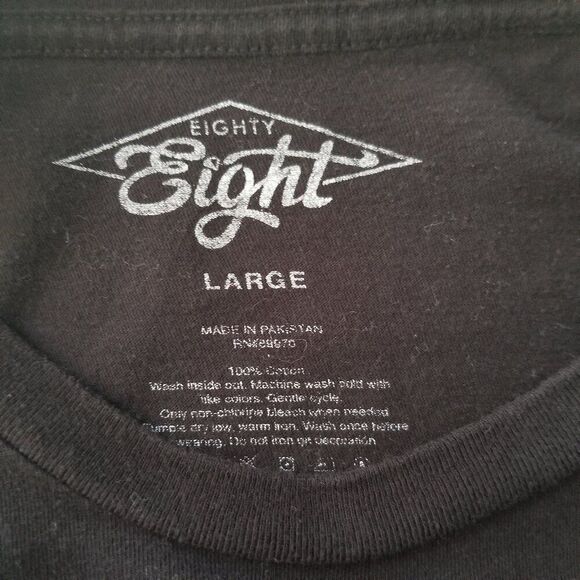 EIGHTY
Eight
LARGE
MADE IN PAKISTAN
RN#89976
100% Cotton
Wash inside out. Machine wash cold with
like colors. Gentle cycle.
Only non-chlorine bleach when needed
Tumble dry low, warm iron. Wash once before
wearing. Do not iron on decoration